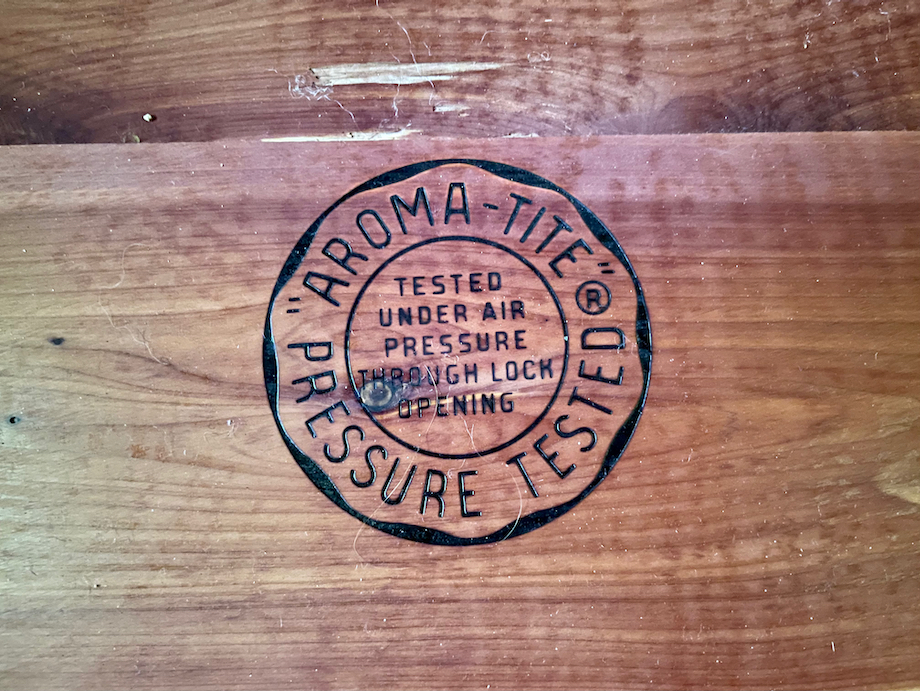 "AROMA-TITE"®
TESTED
UNDER AIR
PRESSURE
THROUGH LOCK
OPENING
PRESSURE TESTED